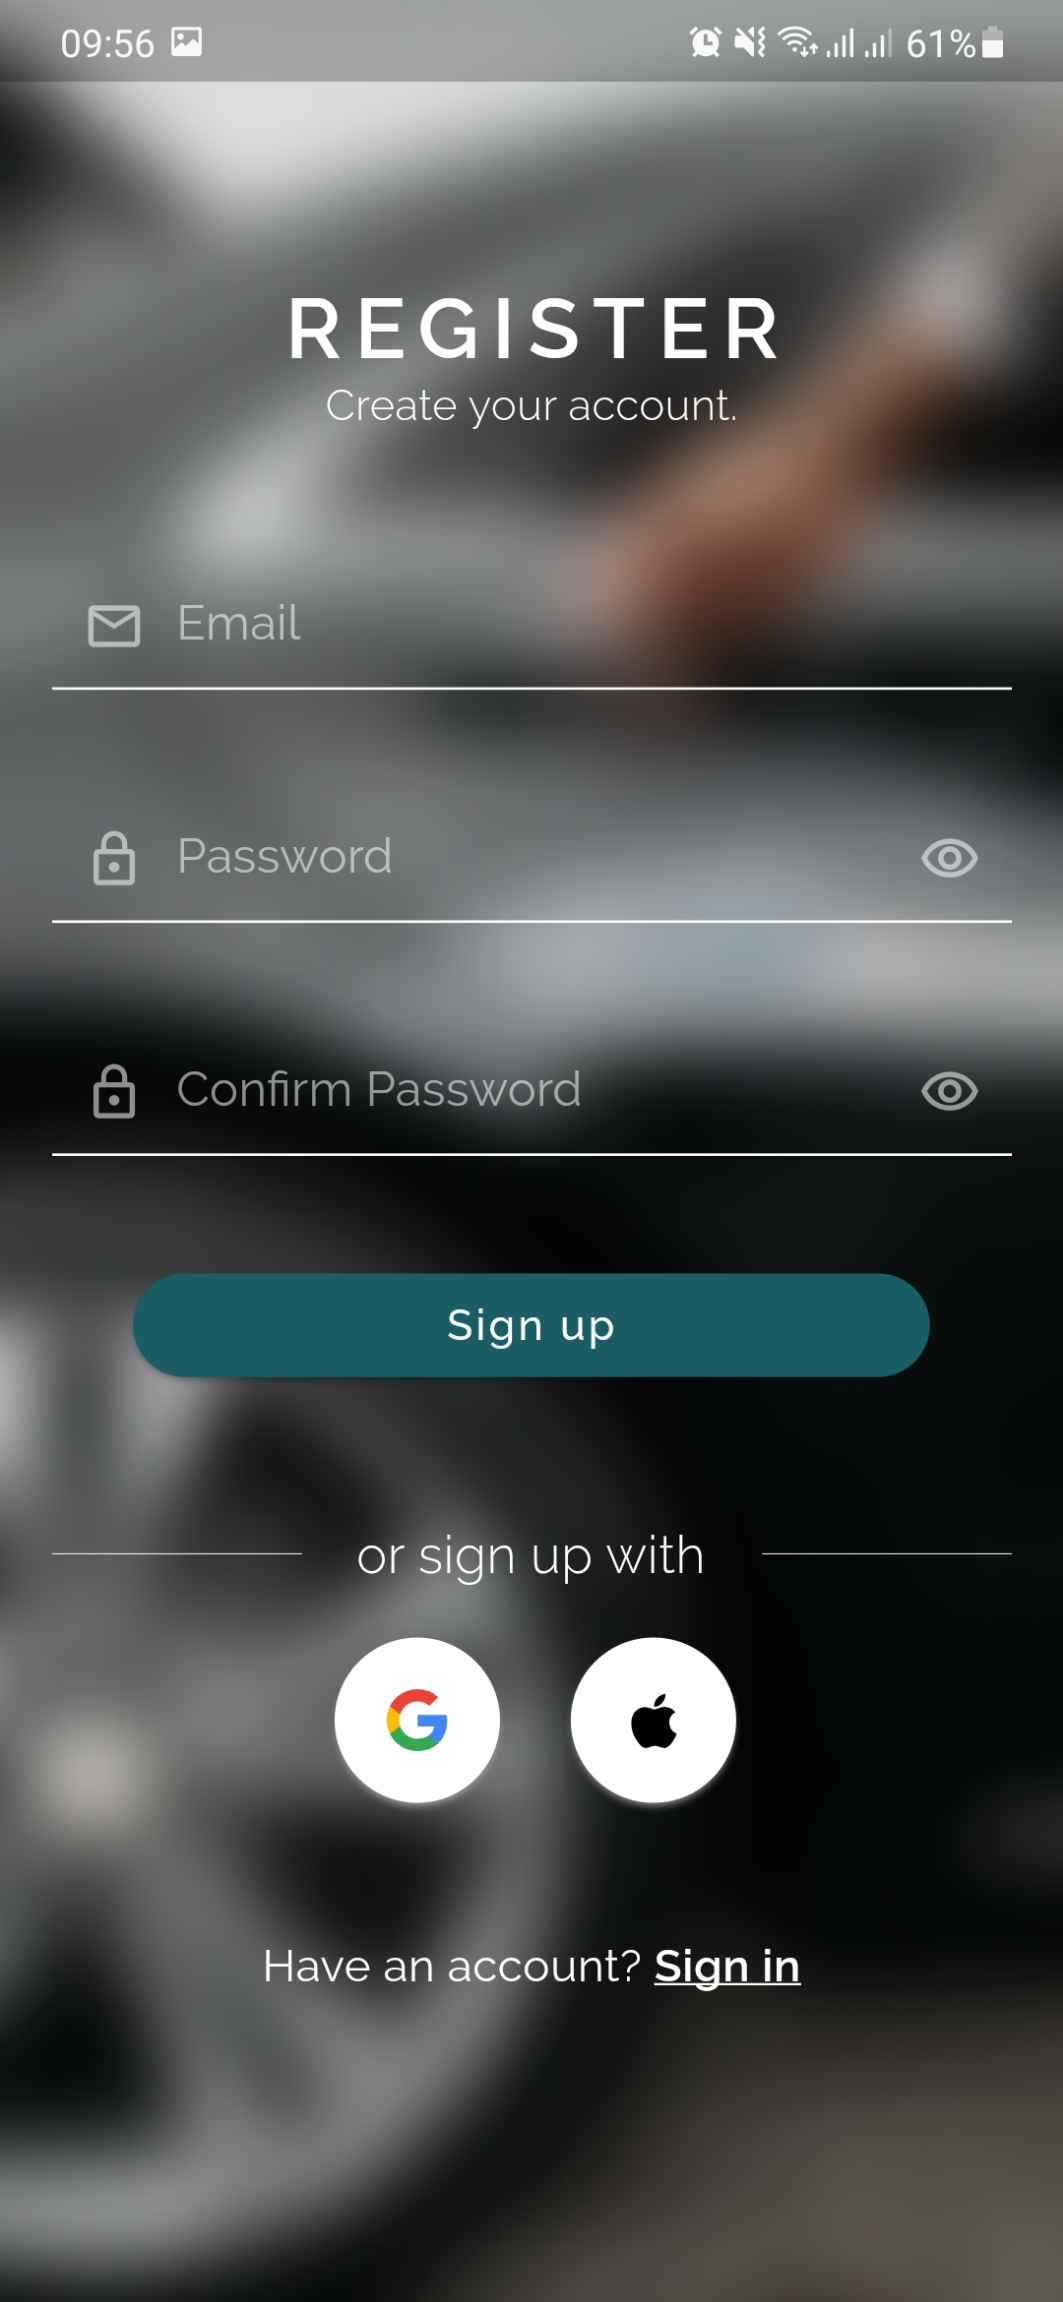 09:56 61%
REGISTER
Create your account.
Email
Password
Confirm Password
Sign up
or sign up with
Have an account? Sign in